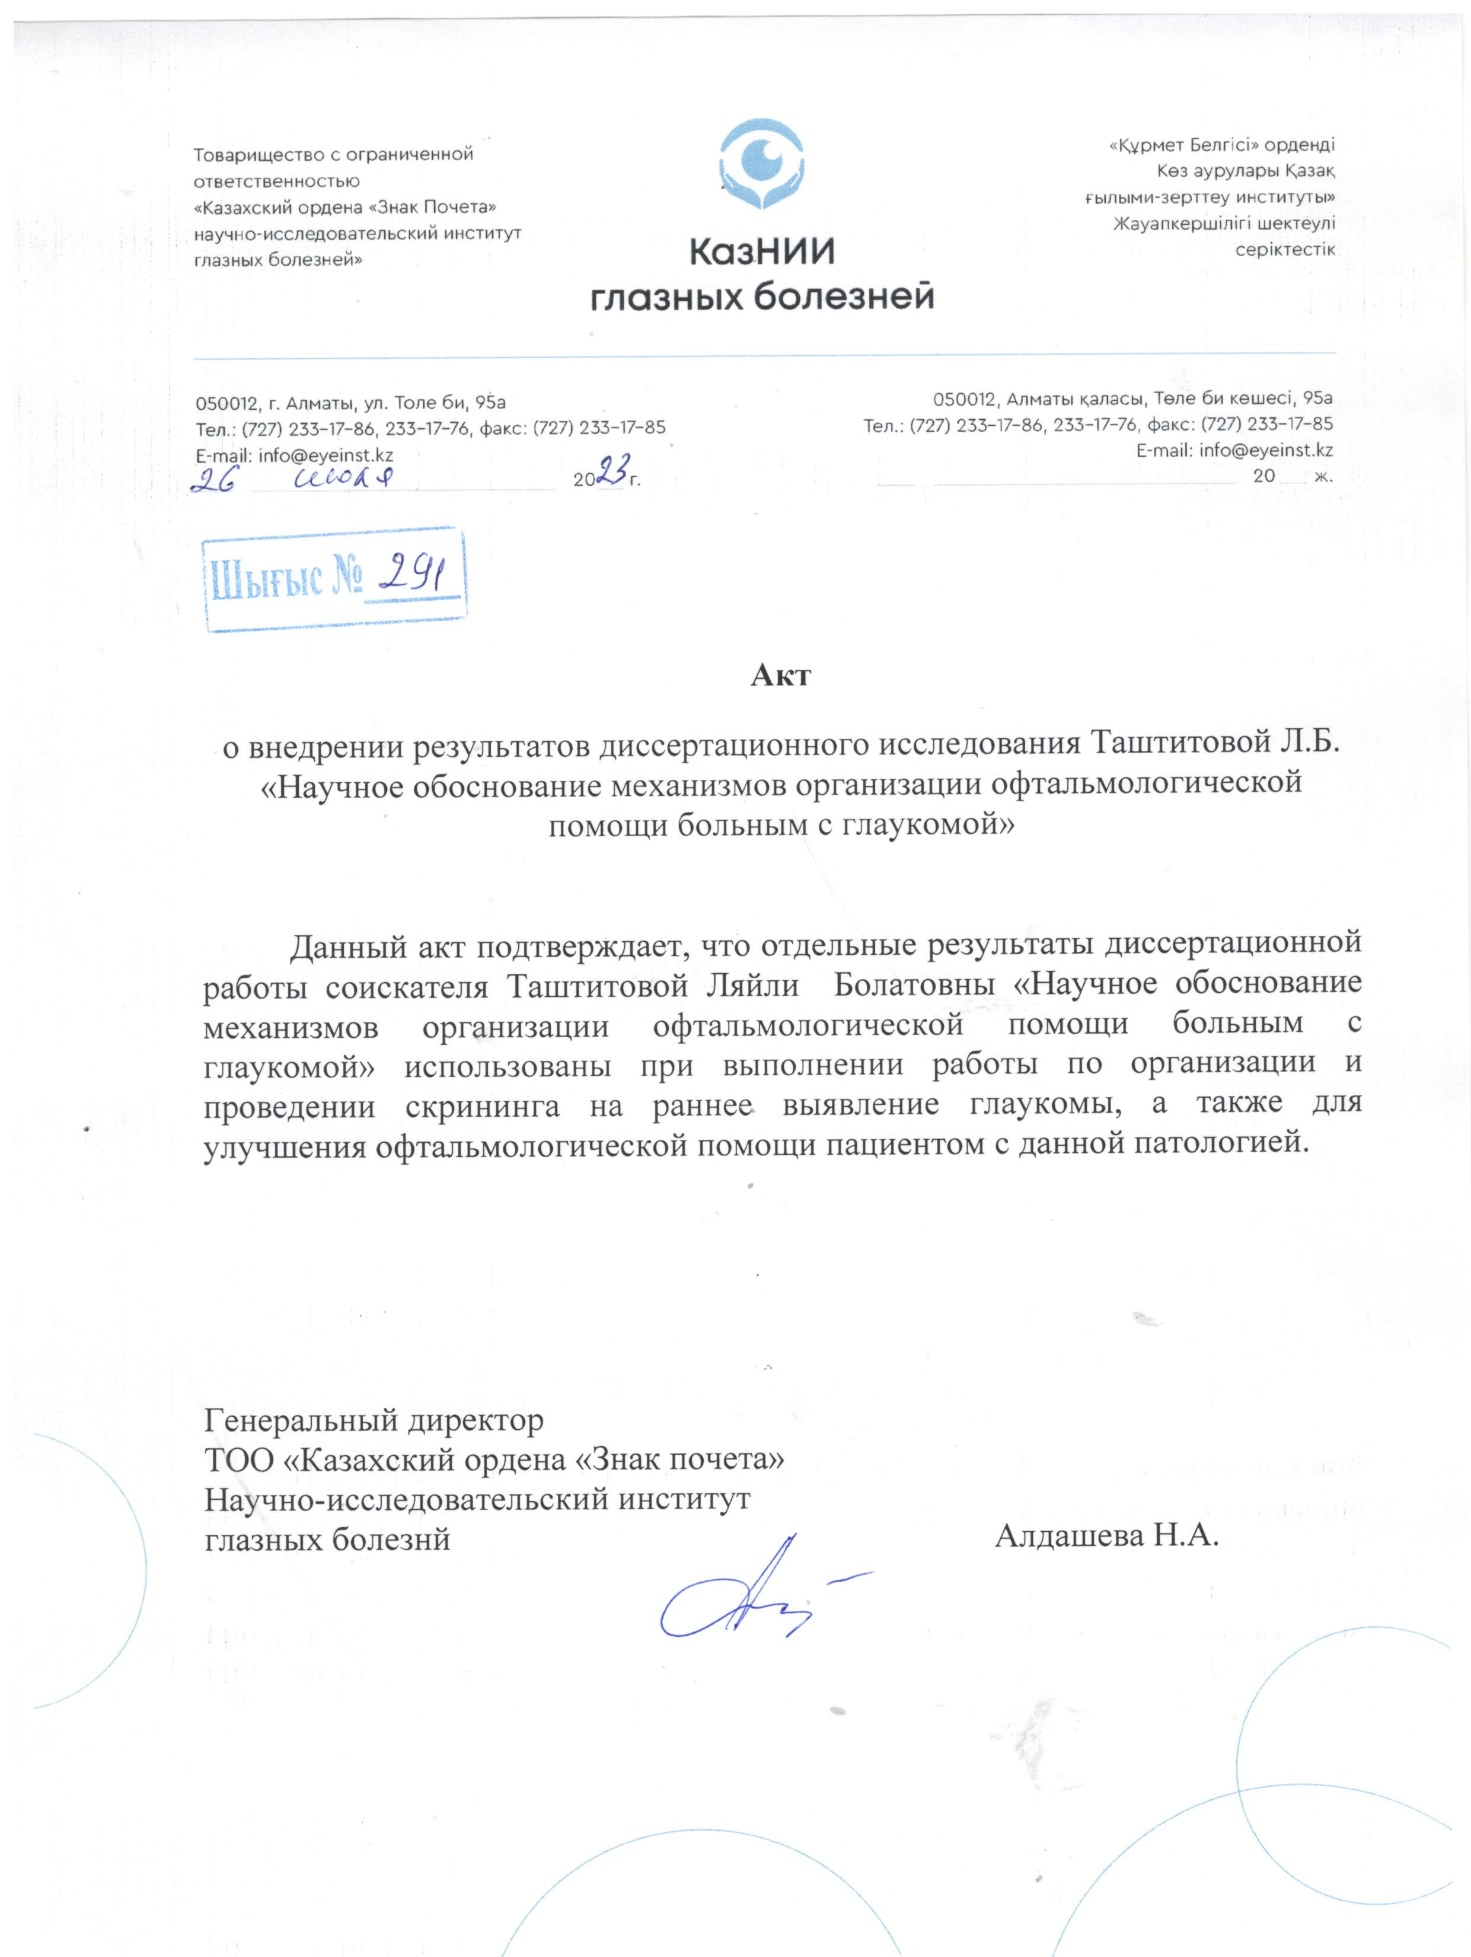 Товарищество с ограниченной
ответственностью
«Казахский ордена «Знак Почета»
научно-исследовательский институт
глазных болезней»
КазНИИ
глазных болезней
«Құрмет Белгісі» орденді
Көз аурулары Қазақ
ғылыми-зерттеу институты»
Жауапкершілігі шектеулі
серіктестік
050012, г. Алматы, ул. Толе би, 95а
Тел.: (727) 233-17-86, 233-17-76, факс: (727) 233-17-85
E-mail: info@eyeinst.kz
26 июля 2023 г.
050012, Алматы қаласы, Төле би көшесі, 95а
Тел.: (727) 233-17-86, 233-17-76, факс: (727) 233-17-85
E-mail: info@eyeinst.kz
20 ж.
Шығыс № 291
Акт
о внедрении результатов диссертационного исследования Таштитовой Л.Б.
«Научное обоснование механизмов организации офтальмологической
помощи больным с глаукомой»
Данный акт подтверждает, что отдельные результаты диссертационной
работы соискателя Таштитовой Ляйли Болатовны «Научное обоснование
механизмов организации офтальмологической помощи больным с
глаукомой» использованы при выполнении работы по организации и
проведении скрининга на раннее выявление глаукомы, а также для
улучшения офтальмологической помощи пациентом с данной патологией.
Генеральный директор
ТОО «Казахский ордена «Знак почета»
Научно-исследовательский институт
глазных болезнй
Алдашева Н.А.